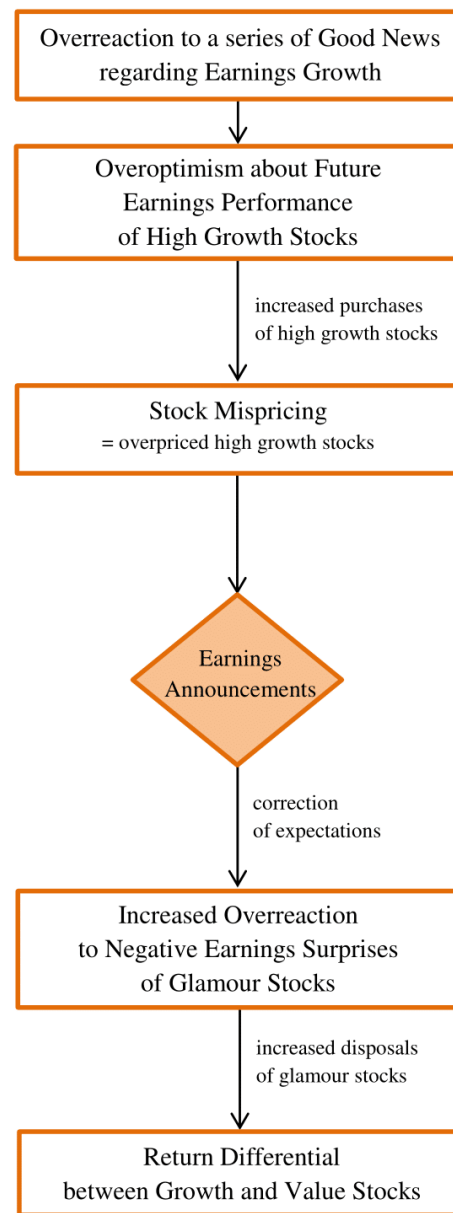 Overreaction to a series of Good News
regarding Earnings Growth
Overoptimism about Future
Earnings Performance
of High Growth Stocks
increased purchases
of high growth stocks
Stock Mispricing
= overpriced high growth stocks
Earnings
Announcements
correction
of expectations
Increased Overreaction
to Negative Earnings Surprises
of Glamour Stocks
increased disposals
of glamour stocks
Return Differential
between Growth and Value Stocks